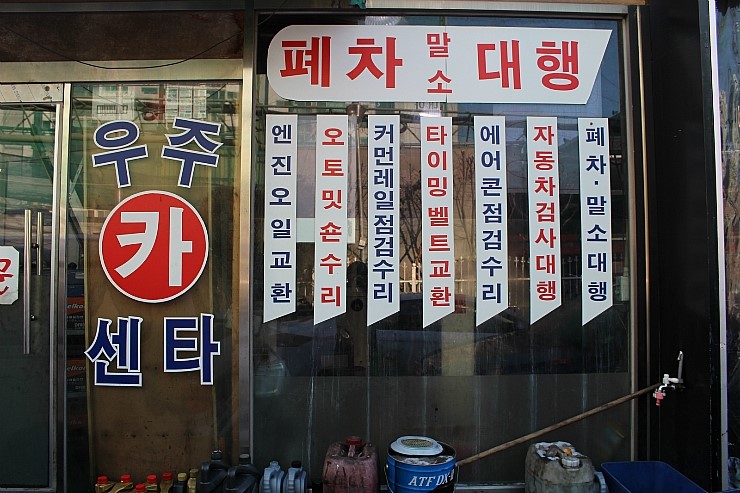 폐차 말소 대행
우주
카
센타
엔진오일교환
오토밋숀수리
커먼레일점검수리
타이밍벨트교환
에어콘점검수리
자동차검사대행
폐차·말소대행
ATF DX-